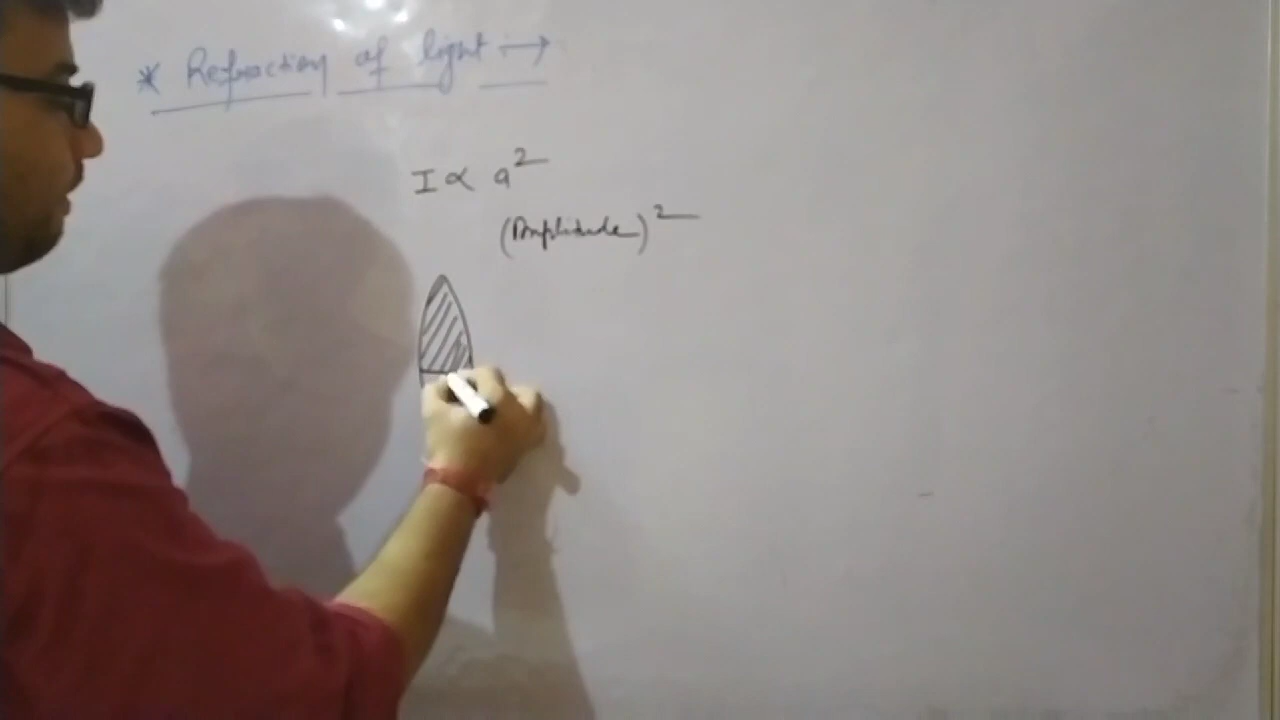 * Refraction of light →
I ∝ a²
(Amplitude)²